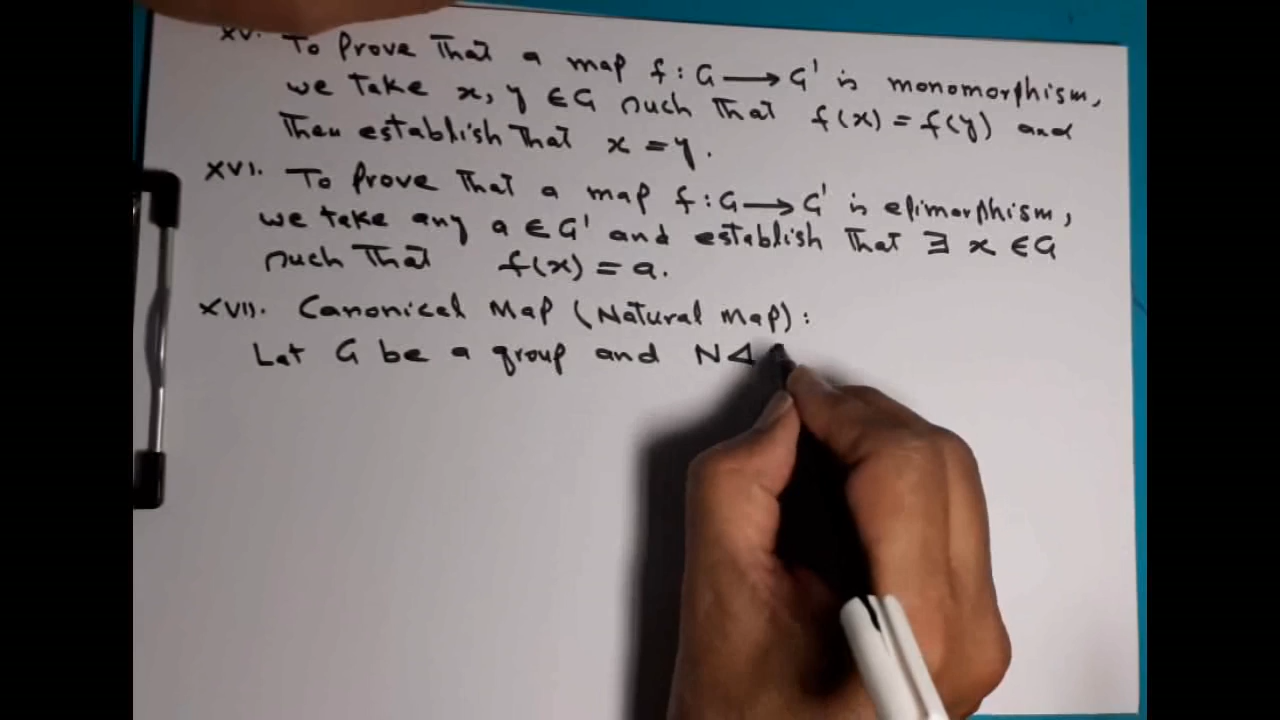 XV. To prove that a map f : G ⟶ G' is monomorphism,
we take x, y ∈ G such that f(x) = f(y) and
then establish that x = y.
XVI. To prove that a map f : G ⟶ G' is epimorphism,
we take any a ∈ G' and establish that ∃ x ∈ G
such that f(x) = a.
XVII. Canonical Map (Natural map) :
Let G be a group and N ⊲